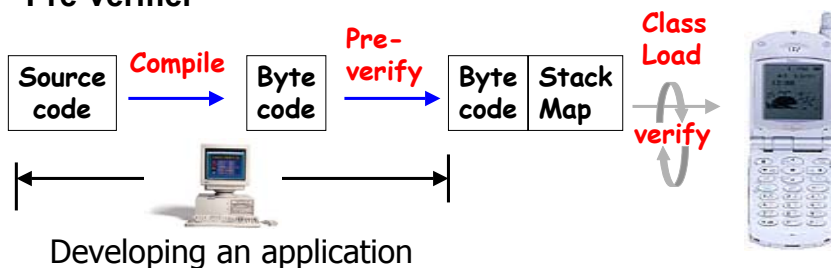 Pre-verifier
Source
code
Compile
Byte
code
Pre-
verify
Byte
code
Stack
Map
Class
Load
verify
Developing an application